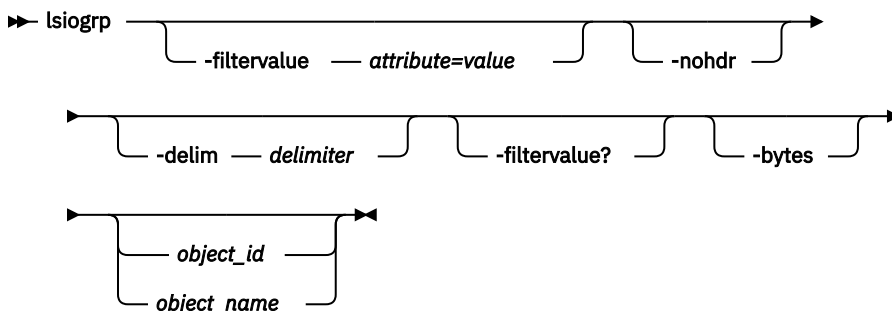 lsiogrp
-filtervalue attribute=value
-nohdr
-delim delimiter
-filtervalue?
-bytes
object_id
object_name